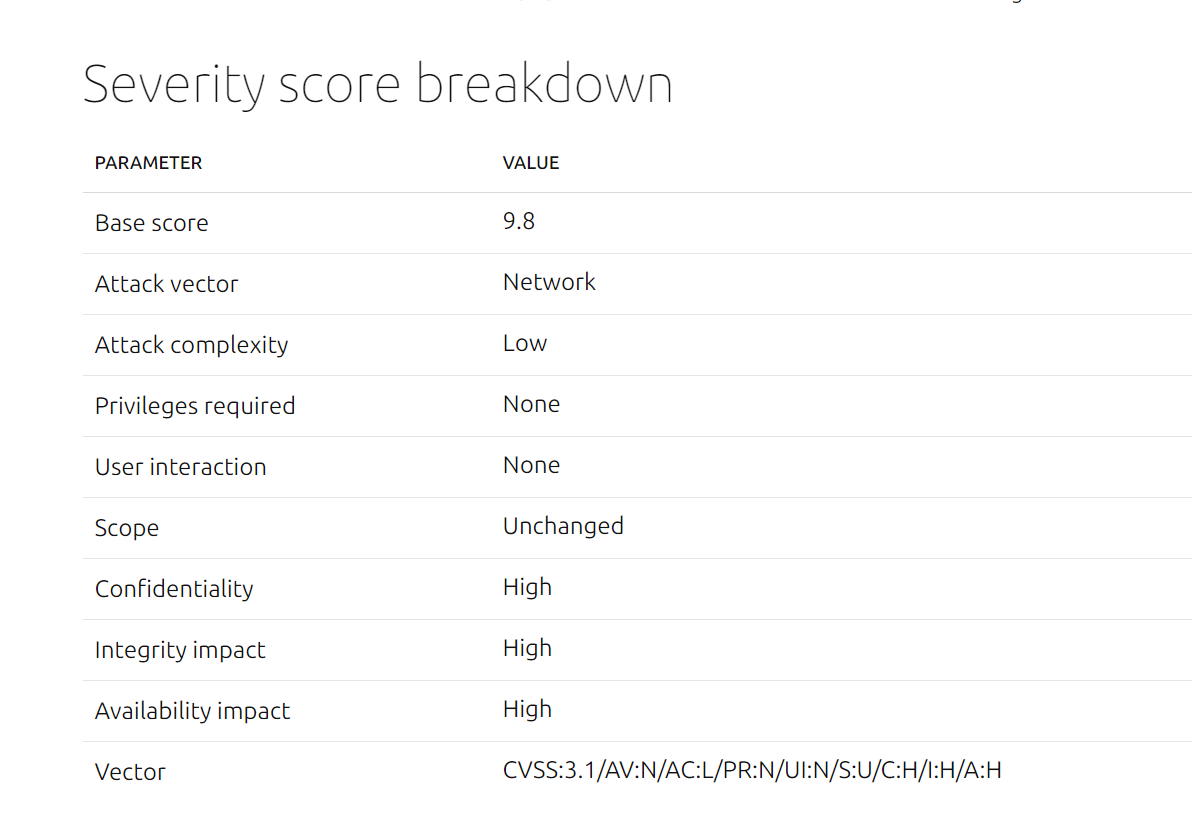 Severity score breakdown
PARAMETER VALUE
Base score 9.8
Attack vector Network
Attack complexity Low
Privileges required None
User interaction None
Scope Unchanged
Confidentiality High
Integrity impact High
Availability impact High
Vector CVSS:3.1/AV:N/AC:L/PR:N/UI:N/S:U/C:H/I:H/A:H